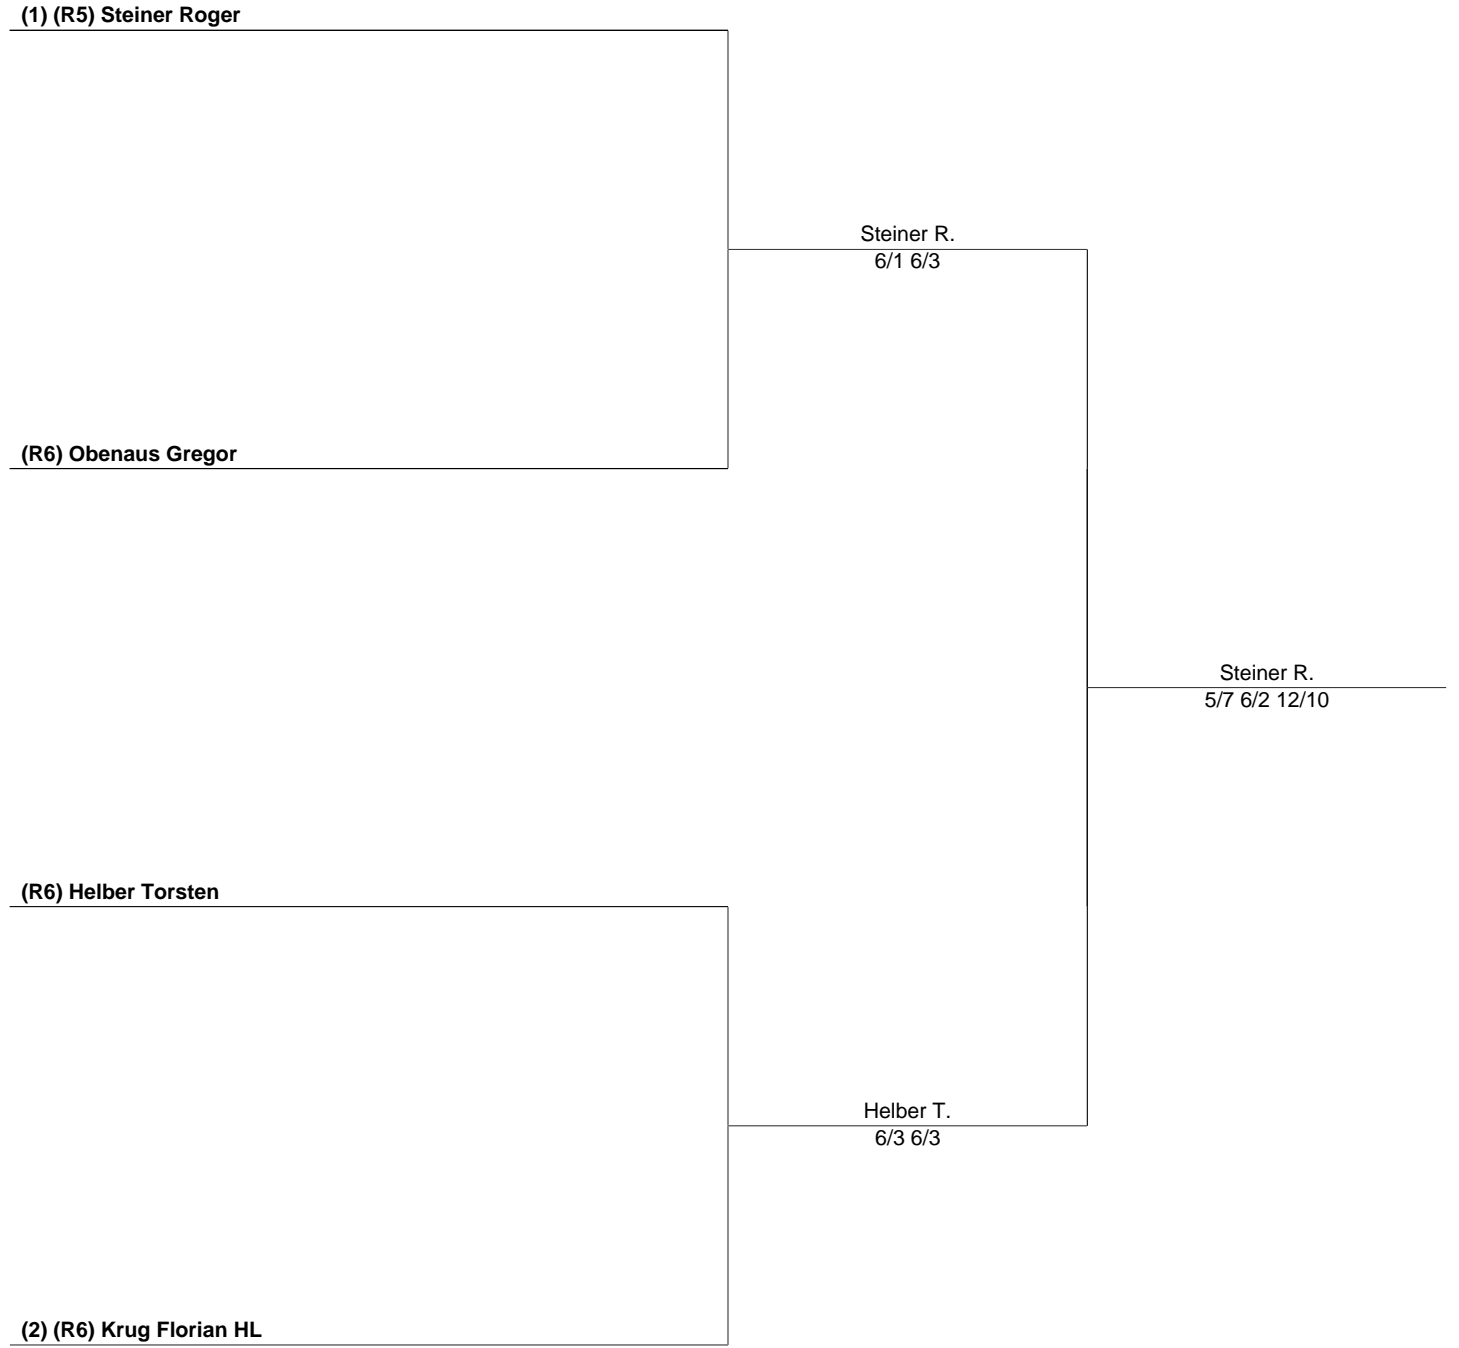 (1) (R5) Steiner Roger
Steiner R.
6/1 6/3
(R6) Obenaus Gregor
Steiner R.
5/7 6/2 12/10
(R6) Helber Torsten
Helber T.
6/3 6/3
(2) (R6) Krug Florian HL